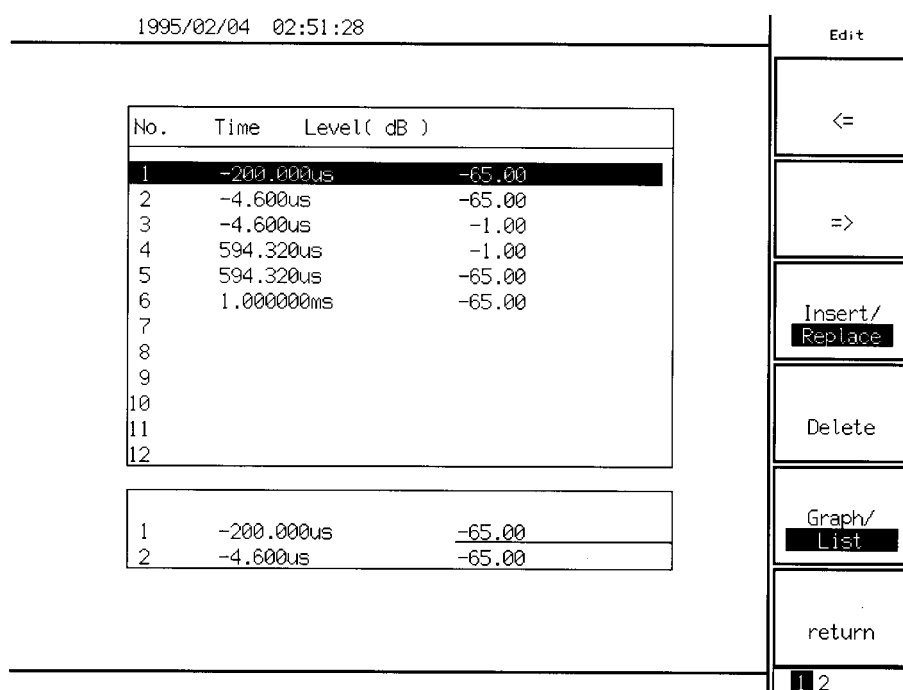 1995/02/04 02:51:28
Edit
No. Time Level( dB )
1 -200.000us -65.00
2 -4.600us -65.00
3 -4.600us -1.00
4 594.320us -1.00
5 594.320us -65.00
6 1.000000ms -65.00
7
8
9
10
11
12
1 -200.000us -65.00
2 -4.600us -65.00
<=
=>
Insert/
Replace
Delete
Graph/
List
return
1 2